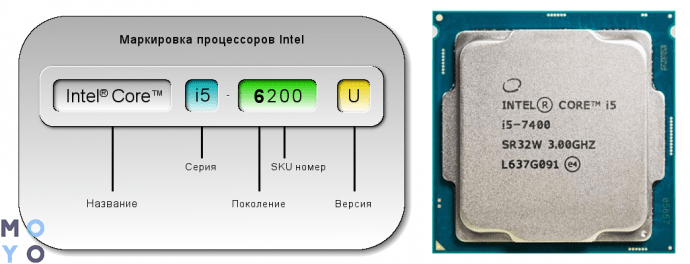 Маркировка процессоров Intel
Intel® Core™ i5 - 6200 U
Серия
SKU номер
Название
Поколение
Версия
MOYO
INTEL® CORE™ i5
i5-7400
SR32W 3.00GHZ
L637G091 e4